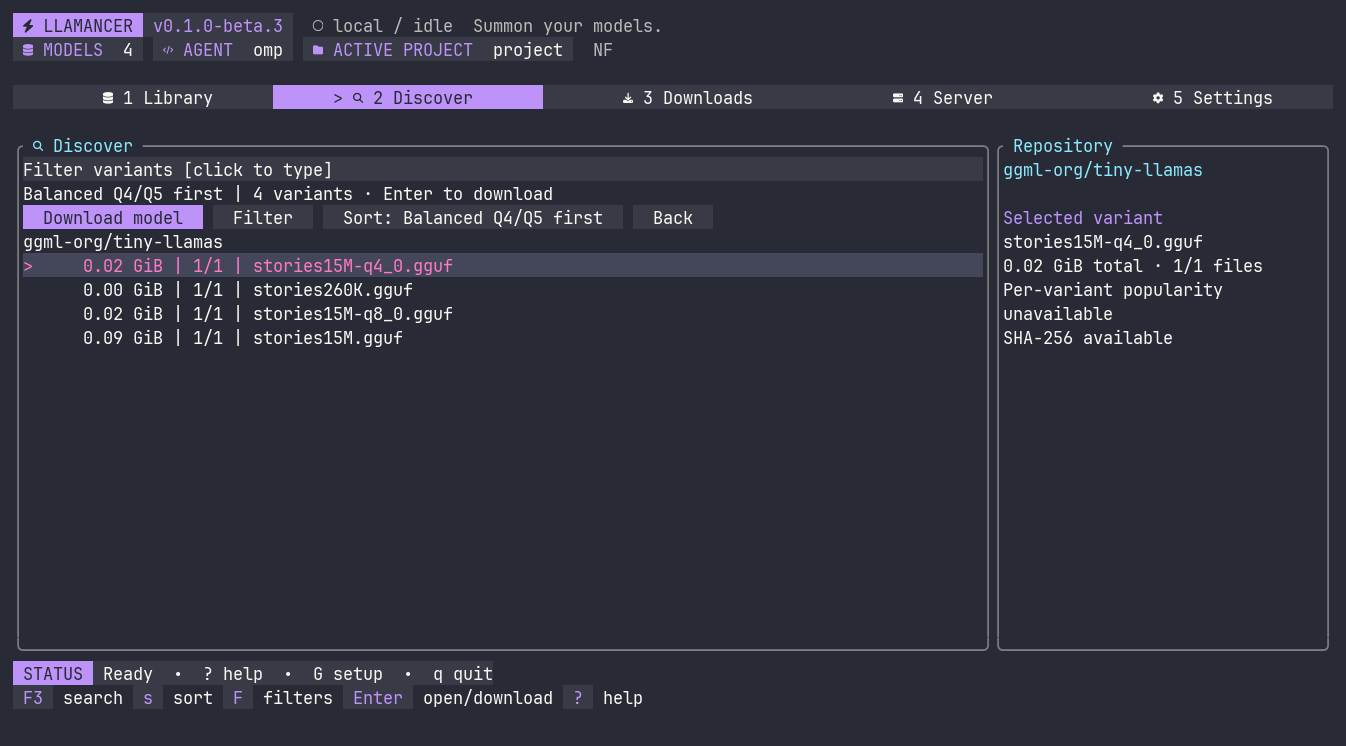 LLAMANCER v0.1.0-beta.3 local / idle Summon your models.
MODELS 4 AGENT omp ACTIVE PROJECT project NF
1 Library > 2 Discover 3 Downloads 4 Server 5 Settings
Discover
Filter variants [click to type]
Balanced Q4/Q5 first | 4 variants · Enter to download
Download model Filter Sort: Balanced Q4/Q5 first Back
ggml-org/tiny-llamas
> 0.02 GiB | 1/1 | stories15M-q4_0.gguf
0.00 GiB | 1/1 | stories260K.gguf
0.02 GiB | 1/1 | stories15M-q8_0.gguf
0.09 GiB | 1/1 | stories15M.gguf
Repository
ggml-org/tiny-llamas
Selected variant
stories15M-q4_0.gguf
0.02 GiB total · 1/1 files
Per-variant popularity
unavailable
SHA-256 available
STATUS Ready • ? help • G setup • q quit
F3 search s sort F filters Enter open/download ? help